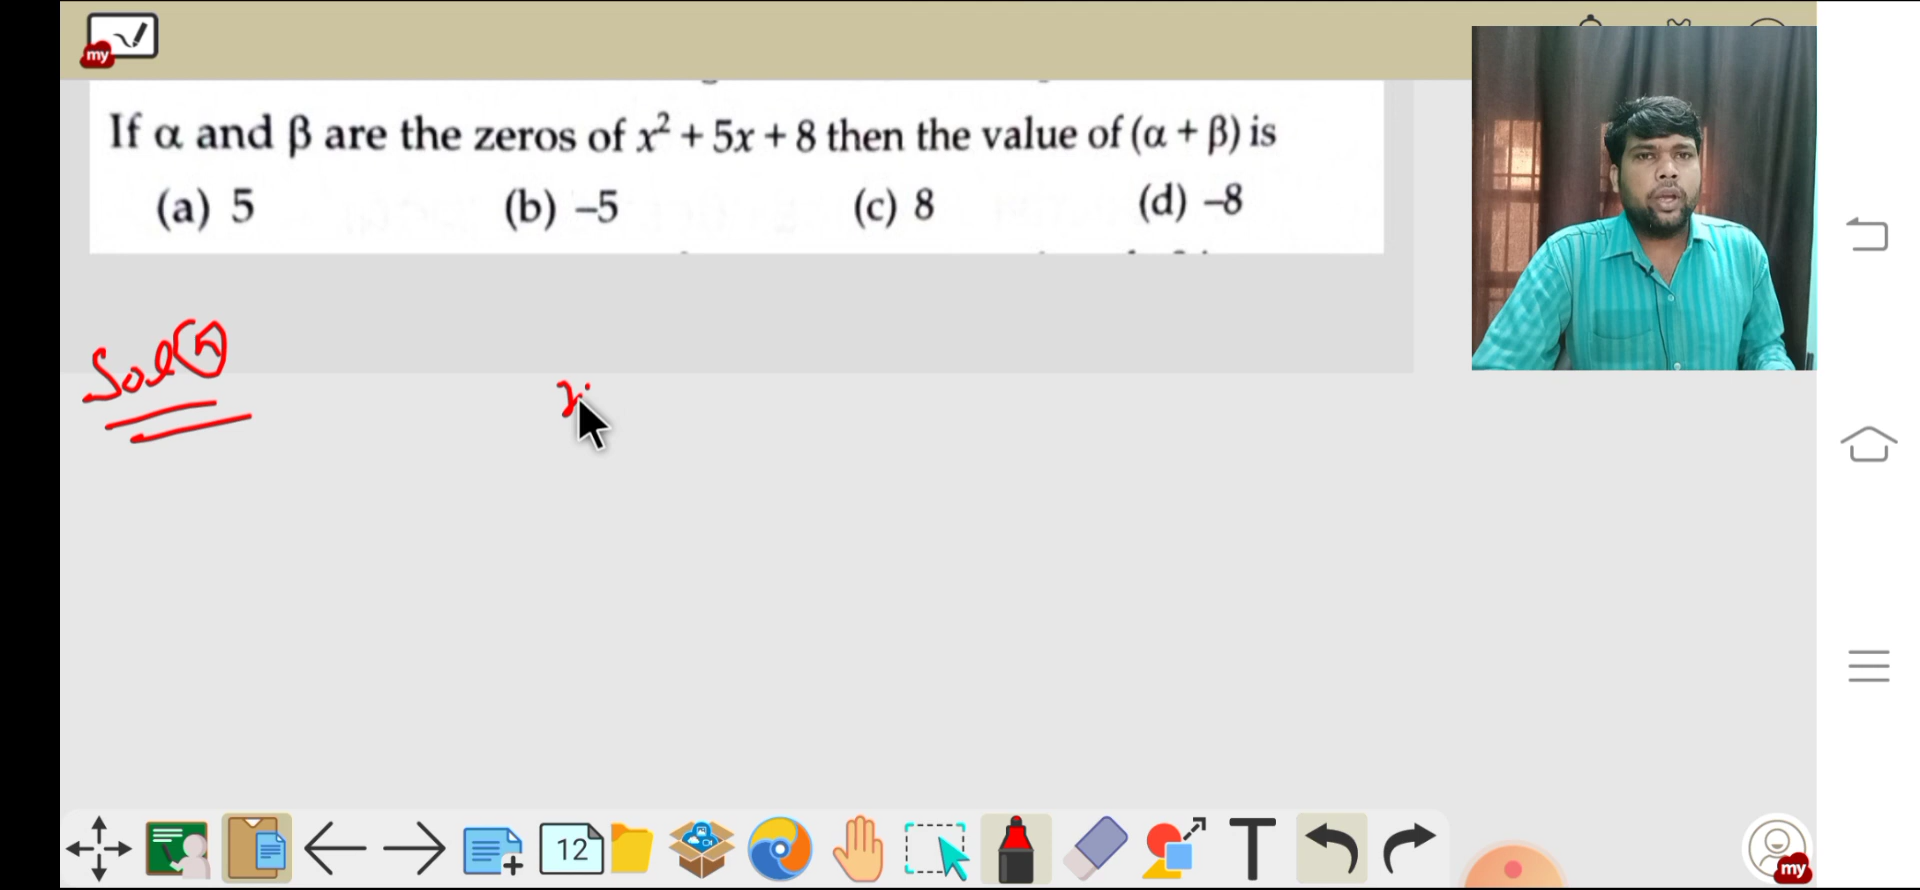 my
If α and β are the zeros of x² + 5x + 8 then the value of (α + β) is
(a) 5 (b) –5 (c) 8 (d) –8
12
T
my